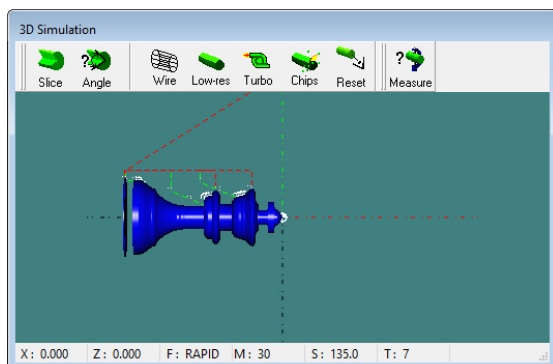 3D Simulation
Slice Angle Wire Low-res Turbo Chips Reset Measure
X: 0.000 Z: 0.000 F: RAPID M: 30 S: 135.0 T: 7